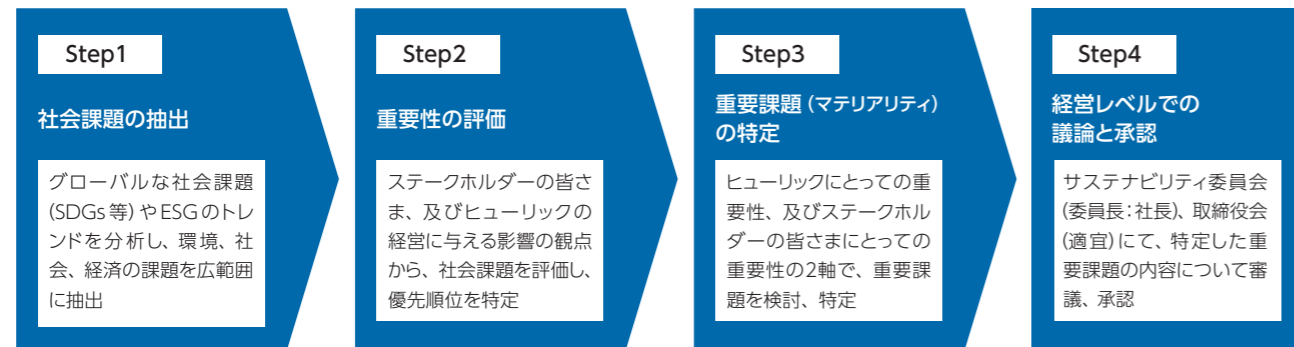 Step1
社会課題の抽出
グローバルな社会課題
(SDGs等)やESGのトレ
ンドを分析し、環境、社
会、経済の課題を広範囲
に抽出
Step2
重要性の評価
ステークホルダーの皆さ
ま、及びヒューリックの
経営に与える影響の観点
から、社会課題を評価し、
優先順位を特定
Step3
重要課題(マテリアリティ)
の特定
ヒューリックにとっての重
要性、及びステークホル
ダーの皆さまにとっての
重要性の2軸で、重要課
題を検討、特定
Step4
経営レベルでの
議論と承認
サステナビリティ委員会
(委員長:社長)、取締役会
(適宜)にて、特定した重
要課題の内容について審
議、承認